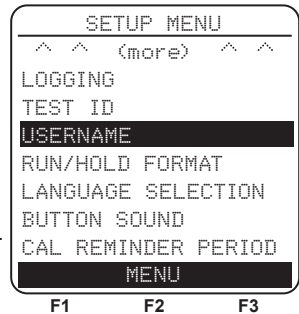 SETUP MENU
^ ^ (more) ^ ^
LOGGING
TEST ID
USERNAME
RUN/HOLD FORMAT
LANGUAGE SELECTION
BUTTON SOUND
CAL REMINDER PERIOD
MENU
F1 F2 F3